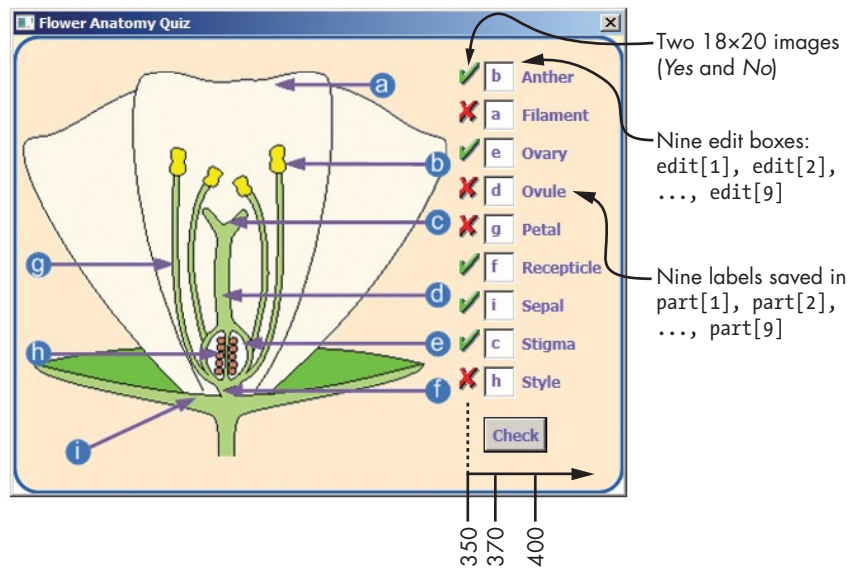 Flower Anatomy Quiz
a
b
c
g
d
h
e
f
i
b Anther
a Filament
e Ovary
d Ovule
g Petal
f Recepticle
i Sepal
c Stigma
h Style
Check
350
370
400
Two 18×20 images
(Yes and No)
Nine edit boxes:
edit[1], edit[2],
..., edit[9]
Nine labels saved in
part[1], part[2],
..., part[9]